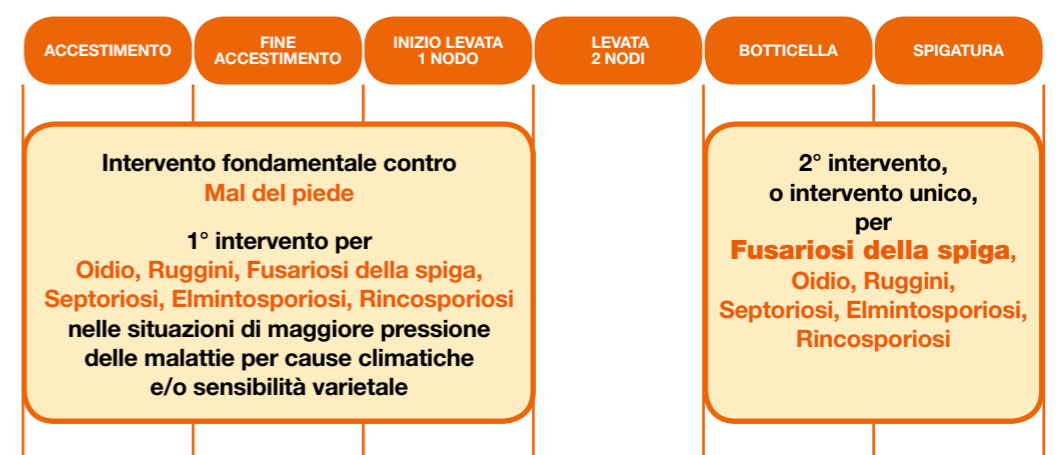 ACCESTIMENTO
FINE
ACCESTIMENTO
INIZIO LEVATA
1 NODO
LEVATA
2 NODI
BOTTICELLA
SPIGATURA
Intervento fondamentale contro
Mal del piede
1° intervento per
Oidio, Ruggini, Fusariosi della spiga,
Septoriosi, Elmintosporiosi, Rincosporiosi
nelle situazioni di maggiore pressione
delle malattie per cause climatiche
e/o sensibilità varietale
2° intervento,
o intervento unico,
per
Fusariosi della spiga,
Oidio, Ruggini,
Septoriosi, Elmintosporiosi,
Rincosporiosi